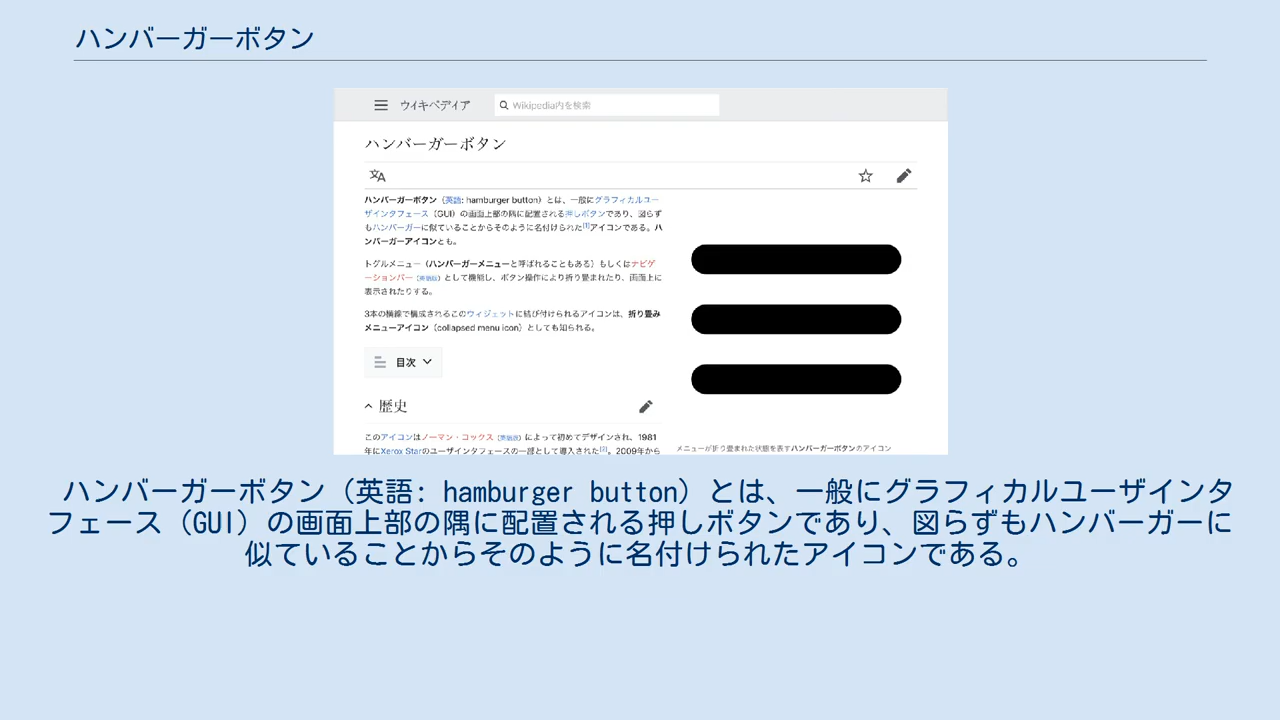 ハンバーガーボタン
ウィキペディア
Wikipedia内を検索
ハンバーガーボタン
ハンバーガーボタン（英語: hamburger button）とは、一般にグラフィカルユー
ザインタフェース（GUI）の画面上部の隅に配置される押しボタンであり、図らず
もハンバーガーに似ていることからそのように名付けられた[1]アイコンである。ハ
ンバーガーアイコンとも。
トグルメニュー（ハンバーガーメニューと呼ばれることもある）もしくはナビゲ
ーションバー（英語版）として機能し、ボタン操作により折り畳まれたり、画面上に
表示されたりする。
3本の横線で構成されるこのウィジェットに結び付けられるアイコンは、折り畳み
メニューアイコン（collapsed menu icon）としても知られる。
目次
歴史
このアイコンはノーマン・コックス（英語版）によって初めてデザインされ、1981
年にXerox Starのユーザインタフェースの一部として導入された[2]。2009年から
メニューが折り畳まれた状態を表すハンバーガーボタンのアイコン
ハンバーガーボタン（英語: hamburger button）とは、一般にグラフィカルユーザインタ
フェース（GUI）の画面上部の隅に配置される押しボタンであり、図らずもハンバーガーに
似ていることからそのように名付けられたアイコンである。